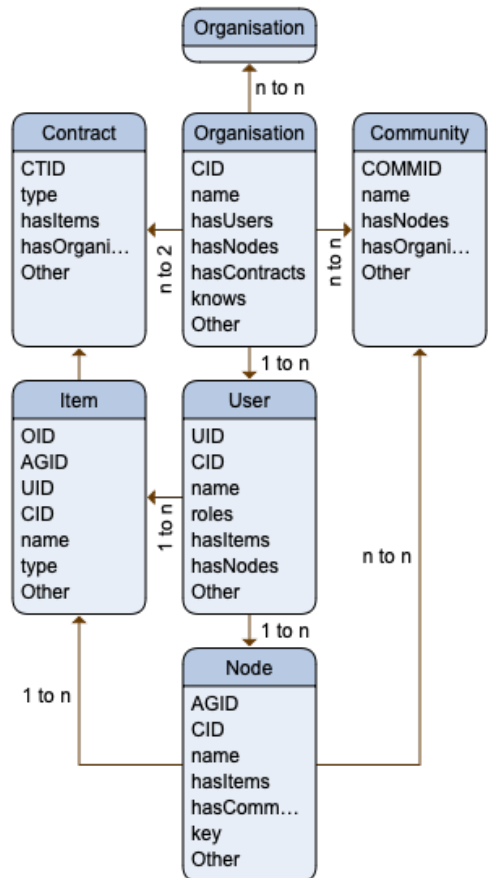 Organisation
n to n
Contract
CTID
type
hasItems
hasOrgani...
Other
Organisation
CID
name
hasUsers
hasNodes
hasContracts
knows
Other
Community
COMMID
name
hasNodes
hasOrgani...
Other
n to 2
n to n
1 to n
Item
OID
AGID
UID
CID
name
type
Other
User
UID
CID
name
roles
hasItems
hasNodes
Other
1 to n
n to n
1 to n
1 to n
Node
AGID
CID
name
hasItems
hasComm...
key
Other